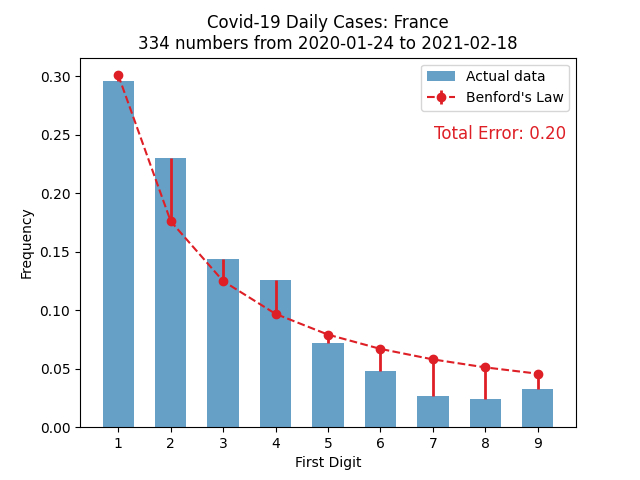 Covid-19 Daily Cases: France
334 numbers from 2020-01-24 to 2021-02-18
Actual data
Benford's Law
Total Error: 0.20
Frequency
0.30
0.25
0.20
0.15
0.10
0.05
0.00
1 2 3 4 5 6 7 8 9
First Digit